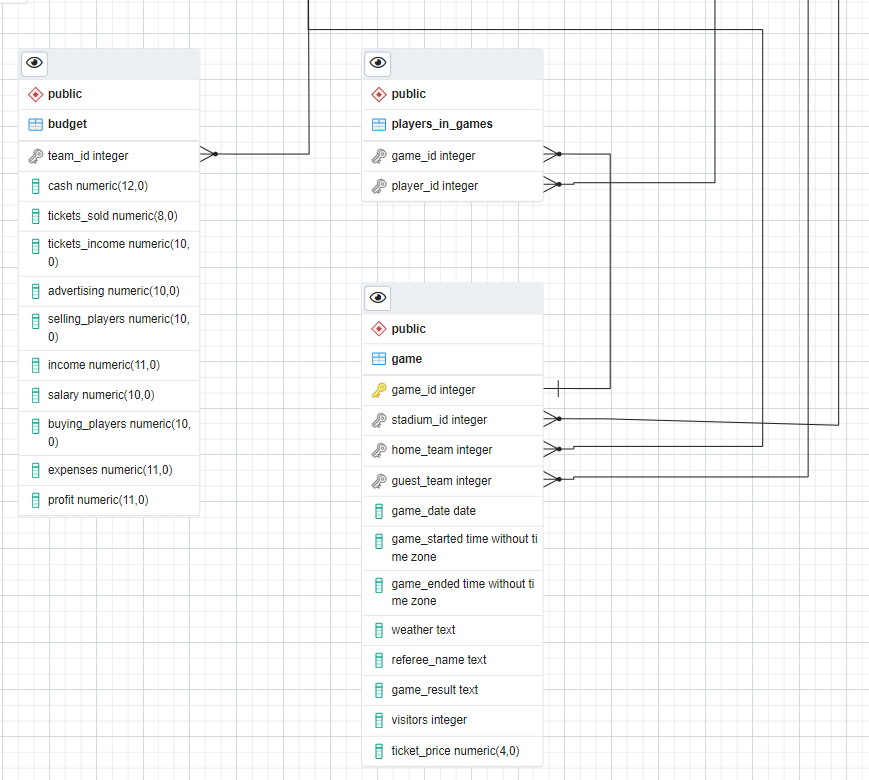 public
budget
team_id integer
cash numeric(12,0)
tickets_sold numeric(8,0)
tickets_income numeric(10,
0)
advertising numeric(10,0)
selling_players numeric(10,
0)
income numeric(11,0)
salary numeric(10,0)
buying_players numeric(10,
0)
expenses numeric(11,0)
profit numeric(11,0)
public
players_in_games
game_id integer
player_id integer
public
game
game_id integer
stadium_id integer
home_team integer
guest_team integer
game_date date
game_started time without ti
me zone
game_ended time without ti
me zone
weather text
referee_name text
game_result text
visitors integer
ticket_price numeric(4,0)